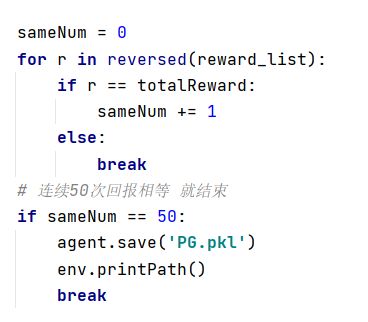 sameNum = 0
for r in reversed(reward_list):
    if r == totalReward:
        sameNum += 1
    else:
        break
# 连续50次回报相等 就结束
if sameNum == 50:
    agent.save('PG.pkl')
    env.printPath()
    break